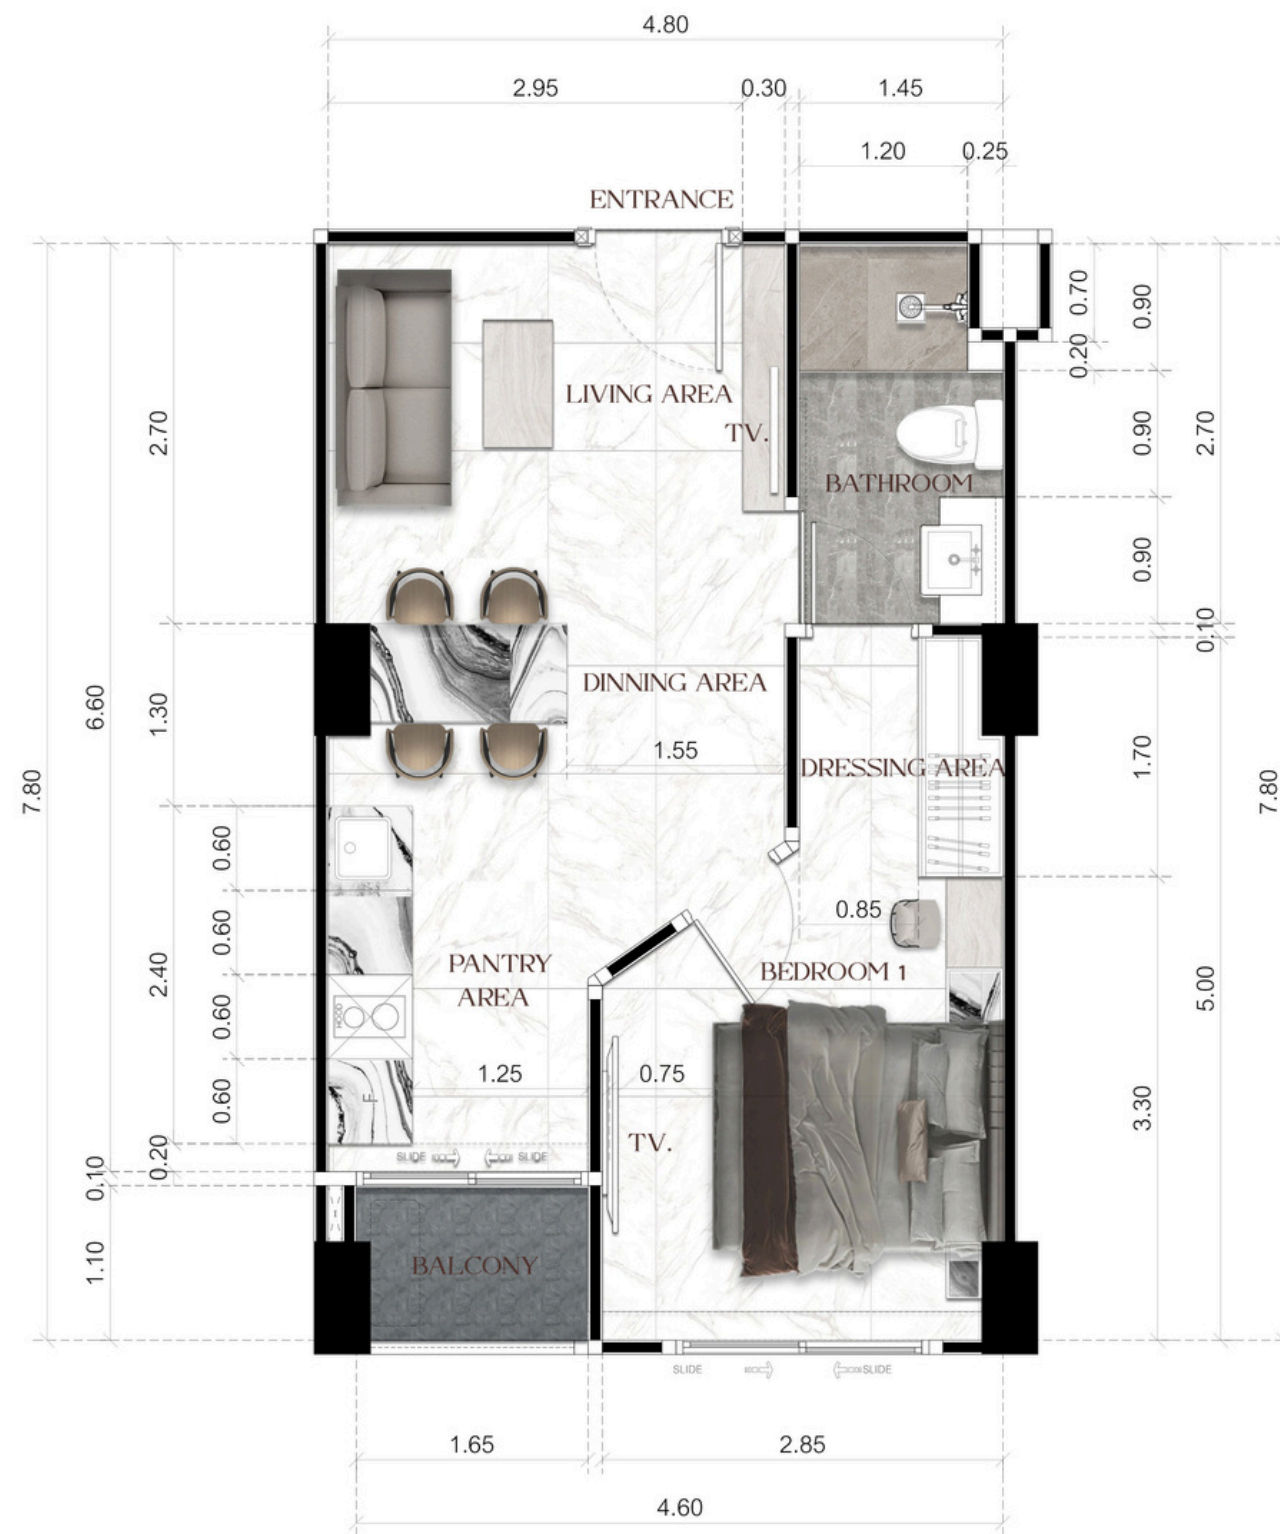 4.80
2.95
0.30
1.45
1.20
0.25
ENTRANCE
0.70
0.90
0.20
LIVING AREA
TV.
2.70
0.90
2.70
BATHROOM
0.90
0.10
6.60
1.30
DINNING AREA
1.55
1.70
DRESSING AREA
7.80
7.80
0.60
0.85
0.60
PANTRY
AREA
BEDROOM 1
2.40
5.00
0.60
HOOD
1.25
0.75
0.60
F
3.30
TV.
SLIDE
SLIDE
0.10
0.20
1.10
BALCONY
SLIDE
SLIDE
1.65
2.85
4.60